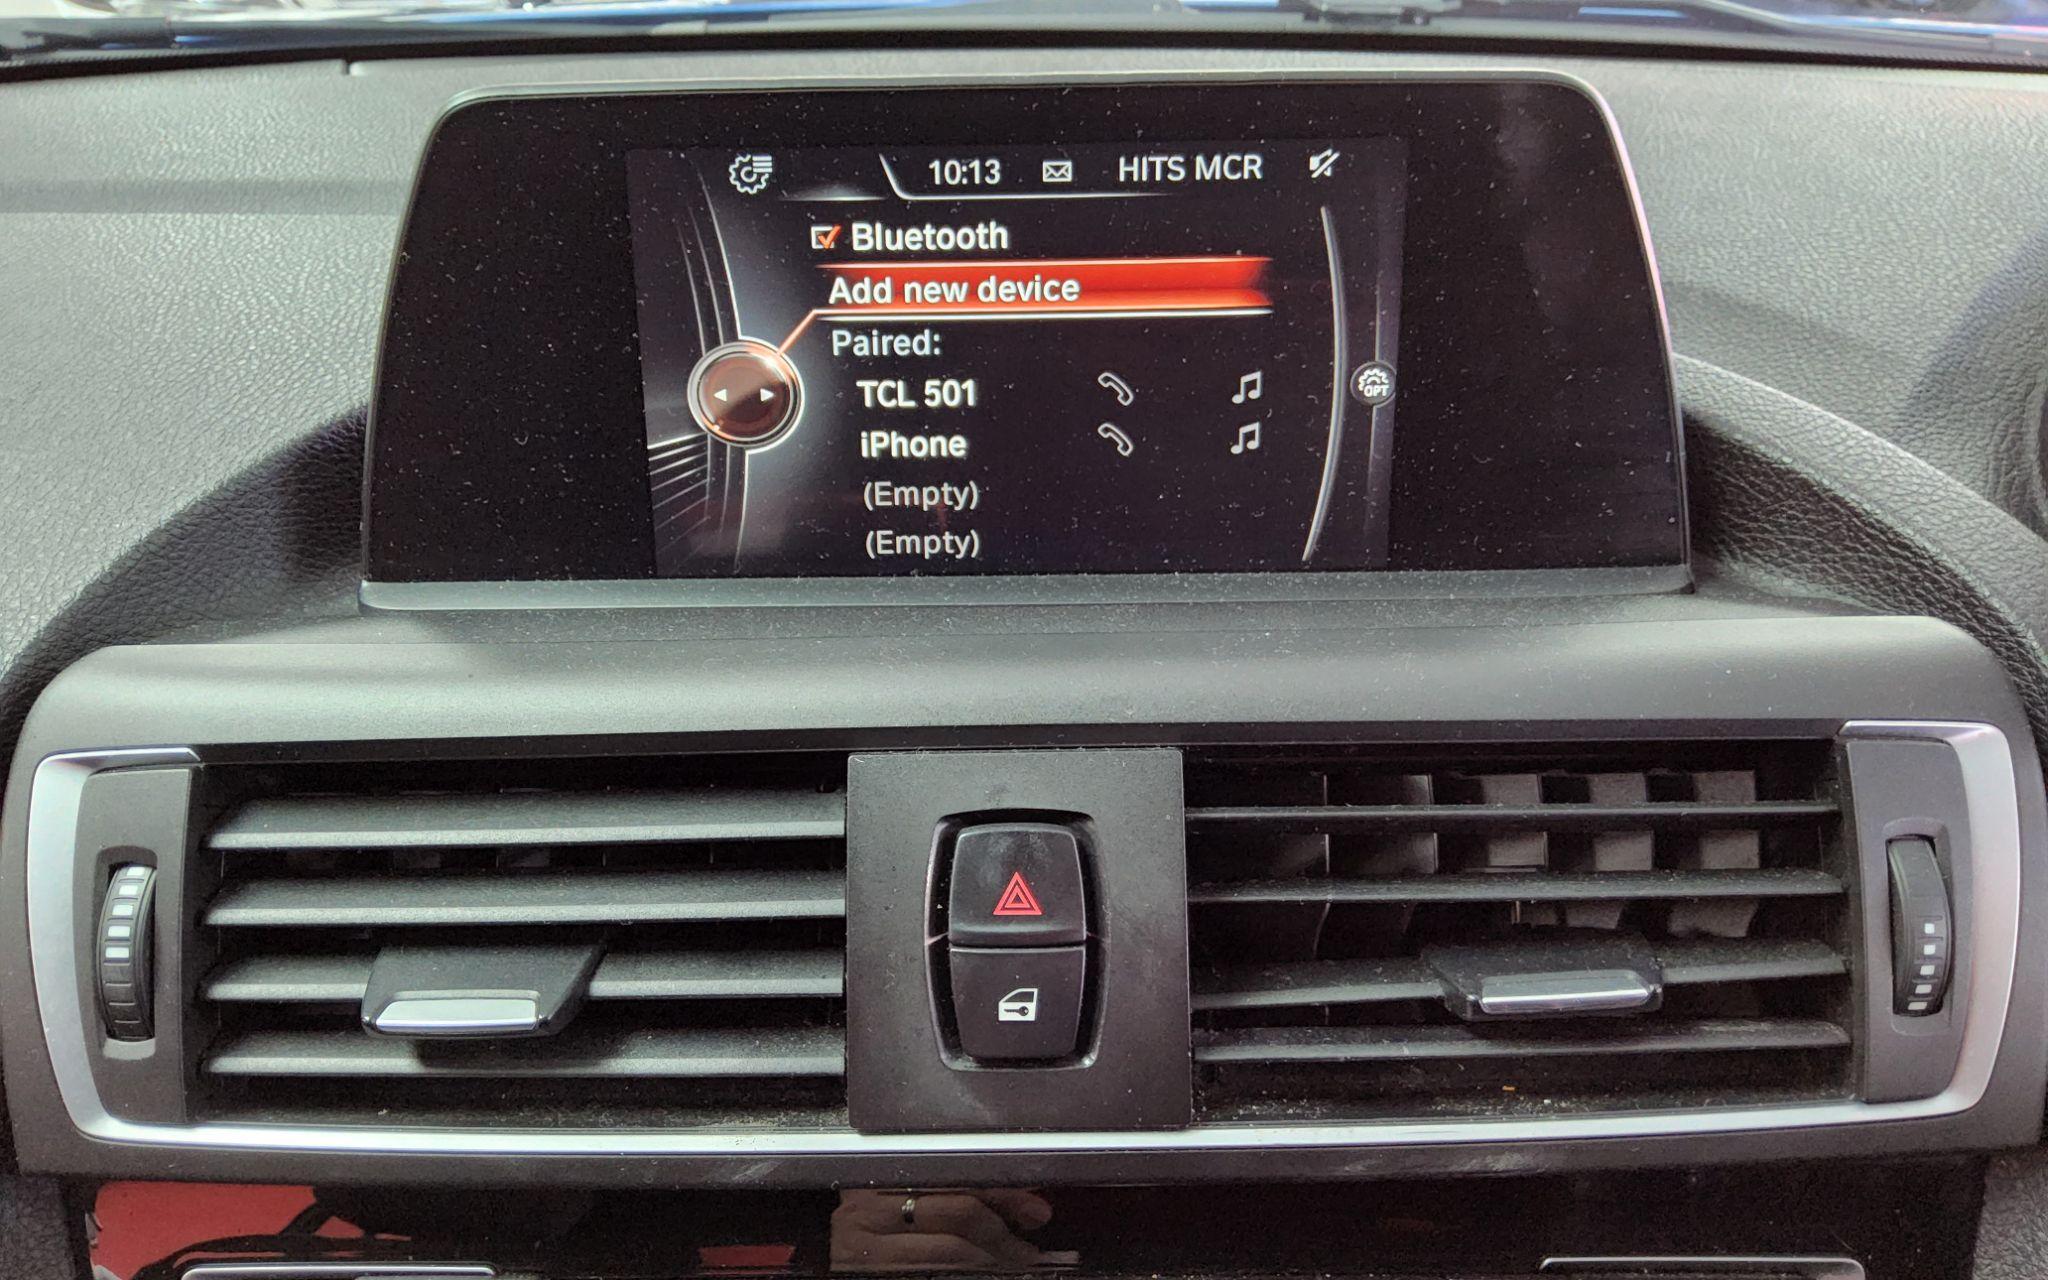 10:13 HITS MCR
Bluetooth
Add new device
Paired:
TCL 501
iPhone
OPT
(Empty)
(Empty)